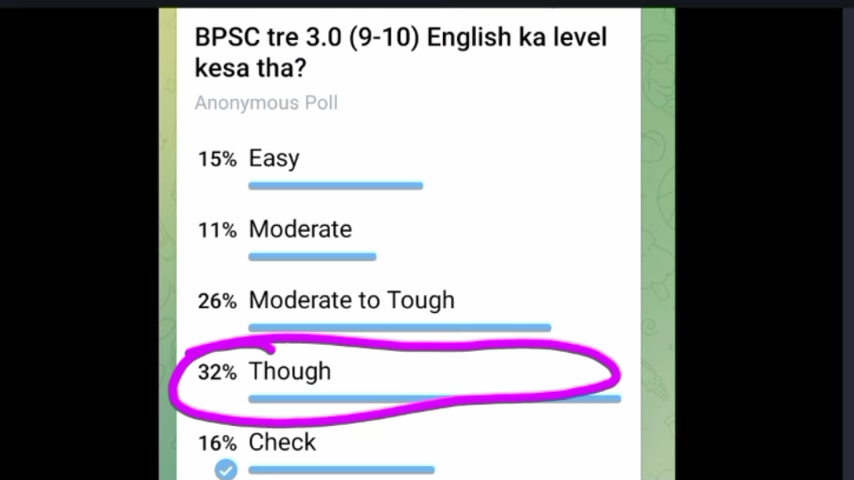 BPSC tre 3.0 (9-10) English ka level
kesa tha?
Anonymous Poll
15% Easy
11% Moderate
26% Moderate to Tough
32% Though
16% Check